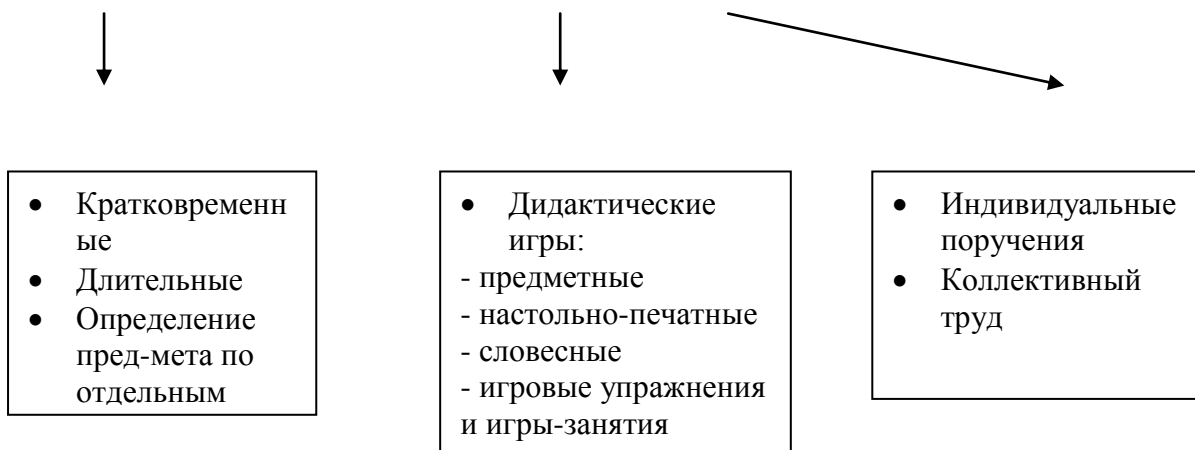 • Кратковременн
ые
• Длительные
• Определение
пред-мета по
отдельным
• Дидактические
игры:
- предметные
- настольно-печатные
- словесные
- игровые упражнения
и игры-занятия
• Индивидуальные
поручения
• Коллективный
труд